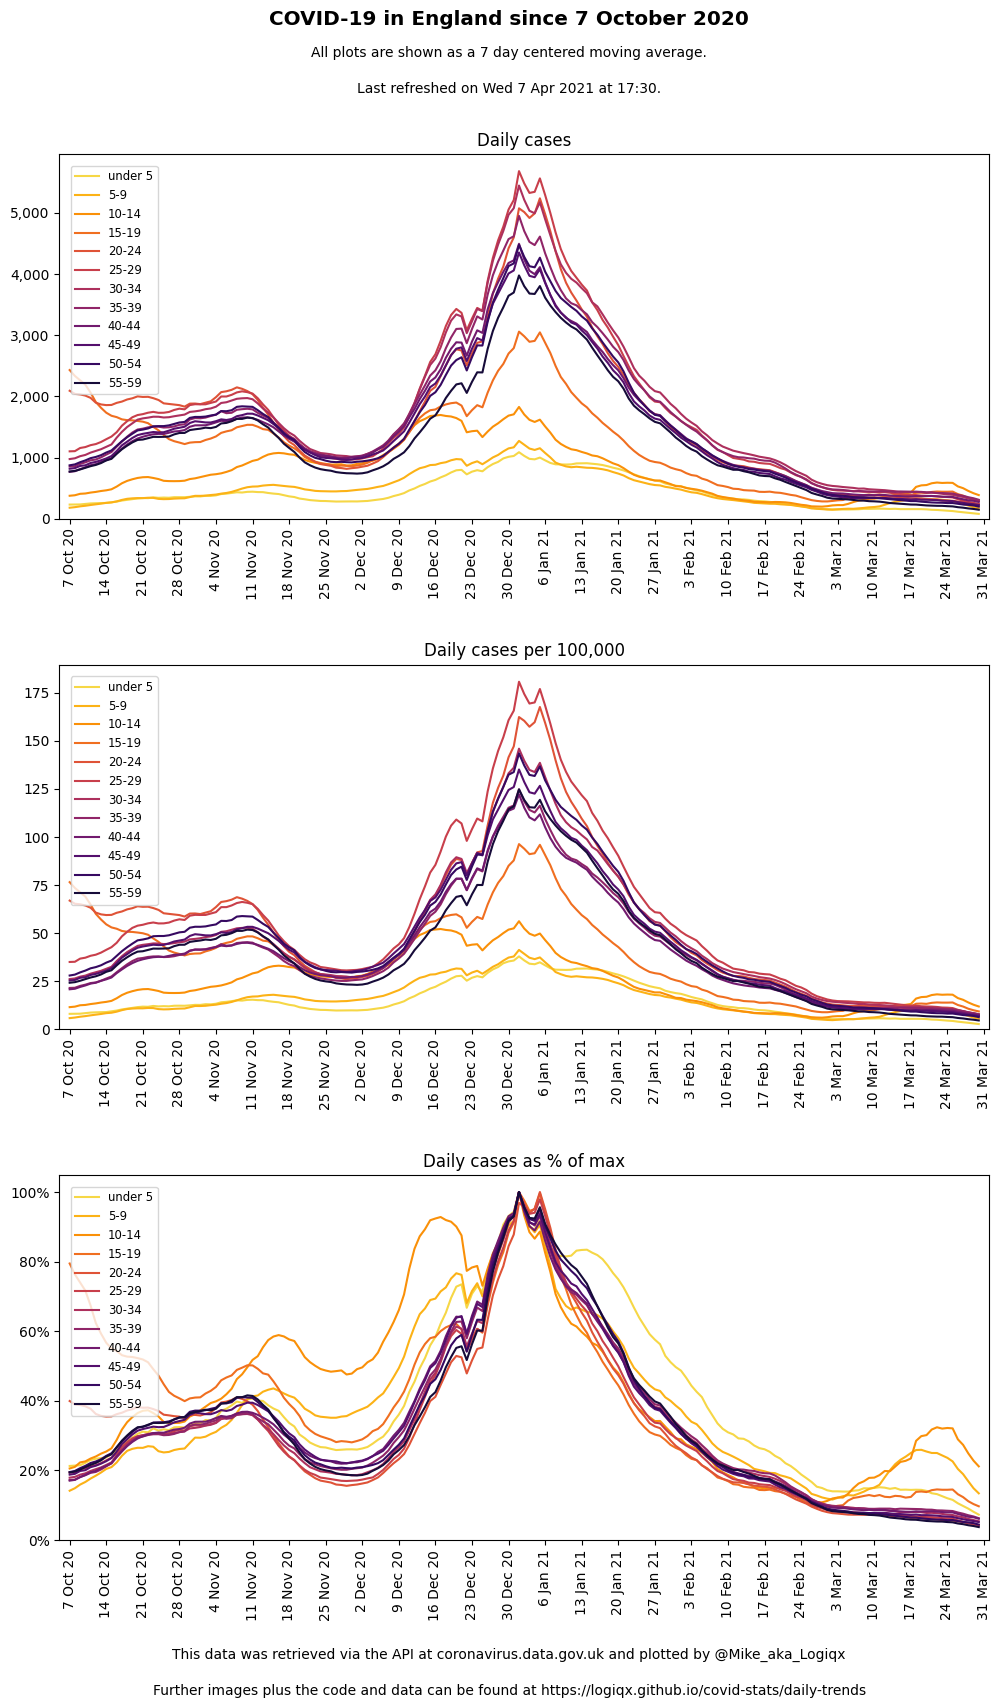 COVID-19 in England since 7 October 2020
All plots are shown as a 7 day centered moving average.
Last refreshed on Wed 7 Apr 2021 at 17:30.
Daily cases
under 5
5-9
10-14
15-19
20-24
25-29
30-34
35-39
40-44
45-49
50-54
55-59
5,000
4,000
3,000
2,000
1,000
0
7 Oct 20
14 Oct 20
21 Oct 20
28 Oct 20
4 Nov 20
11 Nov 20
18 Nov 20
25 Nov 20
2 Dec 20
9 Dec 20
16 Dec 20
23 Dec 20
30 Dec 20
6 Jan 21
13 Jan 21
20 Jan 21
27 Jan 21
3 Feb 21
10 Feb 21
17 Feb 21
24 Feb 21
3 Mar 21
10 Mar 21
17 Mar 21
24 Mar 21
31 Mar 21
Daily cases per 100,000
under 5
5-9
10-14
15-19
20-24
25-29
30-34
35-39
40-44
45-49
50-54
55-59
175
150
125
100
75
50
25
0
7 Oct 20
14 Oct 20
21 Oct 20
28 Oct 20
4 Nov 20
11 Nov 20
18 Nov 20
25 Nov 20
2 Dec 20
9 Dec 20
16 Dec 20
23 Dec 20
30 Dec 20
6 Jan 21
13 Jan 21
20 Jan 21
27 Jan 21
3 Feb 21
10 Feb 21
17 Feb 21
24 Feb 21
3 Mar 21
10 Mar 21
17 Mar 21
24 Mar 21
31 Mar 21
Daily cases as % of max
under 5
5-9
10-14
15-19
20-24
25-29
30-34
35-39
40-44
45-49
50-54
55-59
100%
80%
60%
40%
20%
0%
7 Oct 20
14 Oct 20
21 Oct 20
28 Oct 20
4 Nov 20
11 Nov 20
18 Nov 20
25 Nov 20
2 Dec 20
9 Dec 20
16 Dec 20
23 Dec 20
30 Dec 20
6 Jan 21
13 Jan 21
20 Jan 21
27 Jan 21
3 Feb 21
10 Feb 21
17 Feb 21
24 Feb 21
3 Mar 21
10 Mar 21
17 Mar 21
24 Mar 21
31 Mar 21
This data was retrieved via the API at coronavirus.data.gov.uk and plotted by @Mike_aka_Logiqx
Further images plus the code and data can be found at https://logiqx.github.io/covid-stats/daily-trends